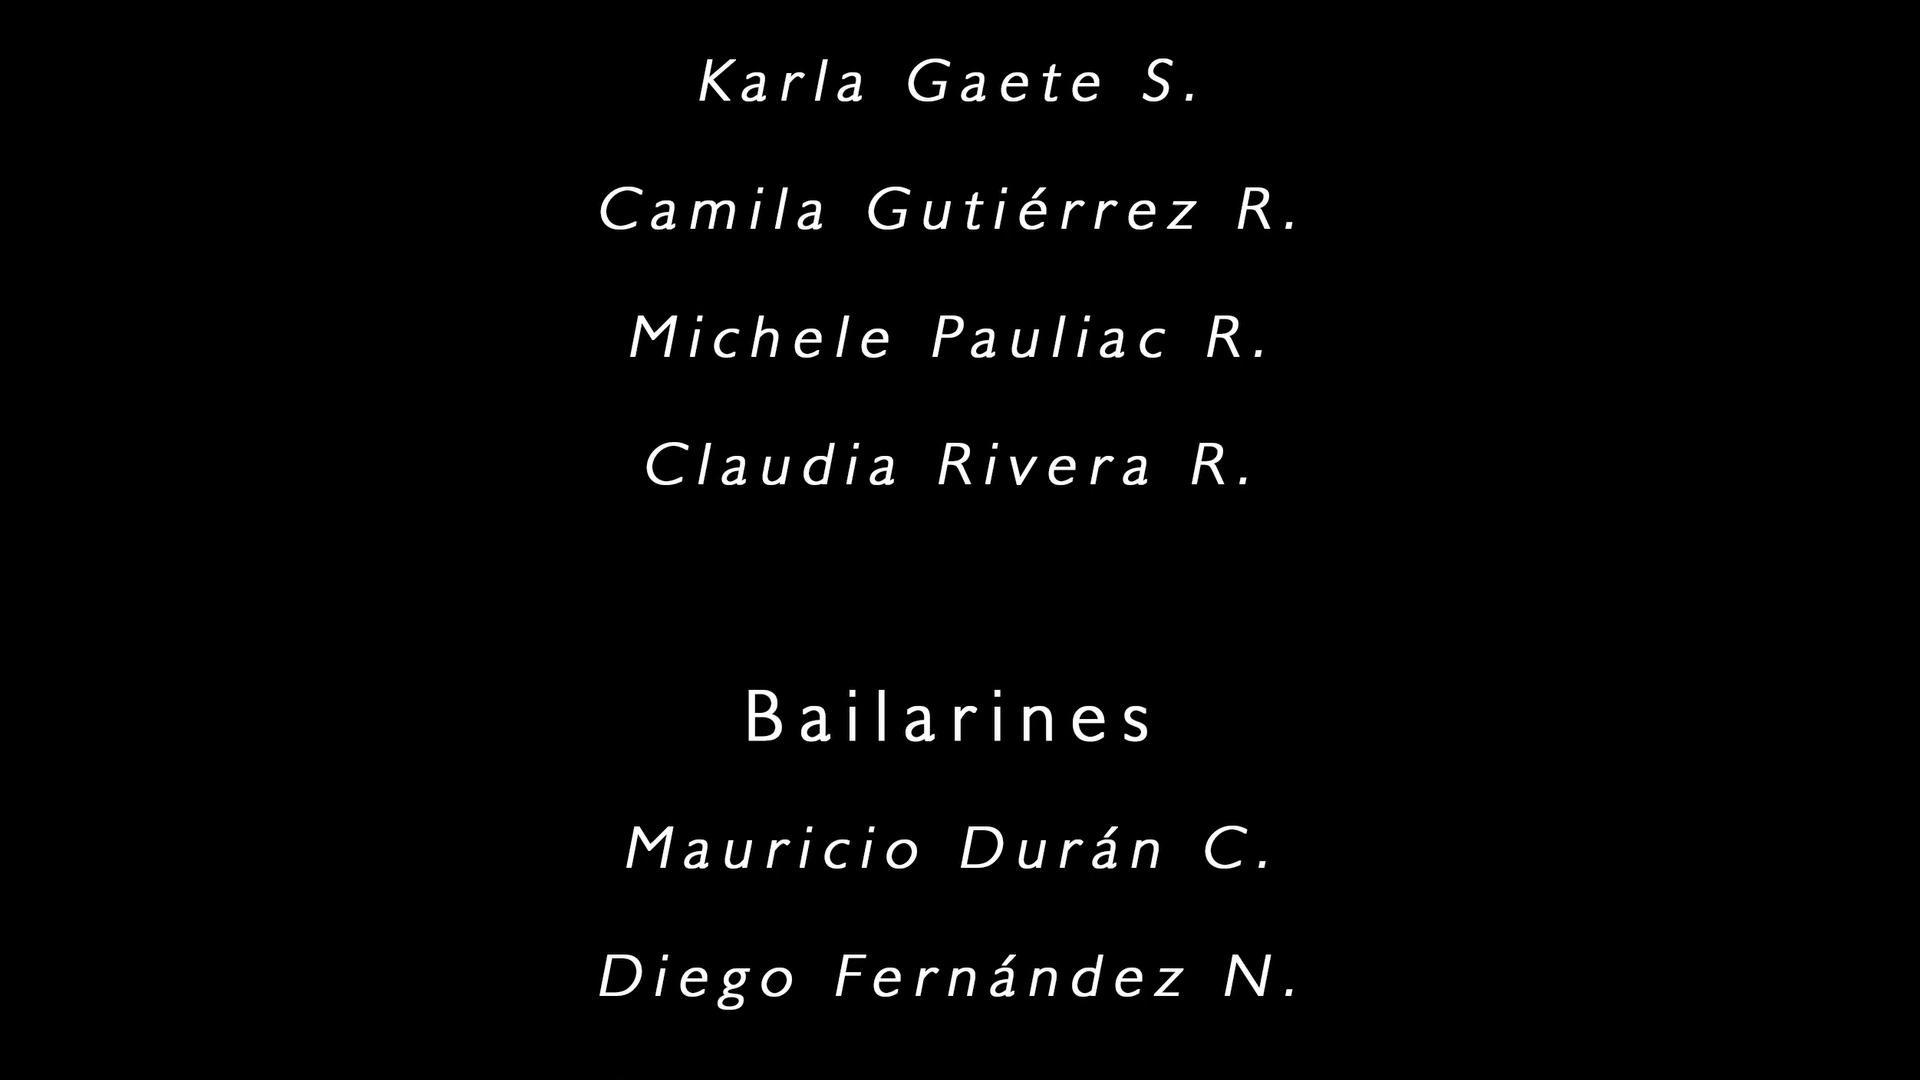 Karla Gaete S.
Camila Gutiérrez R.
Michele Pauliac R.
Claudia Rivera R.
Bailarines
Mauricio Durán C.
Diego Fernández N.